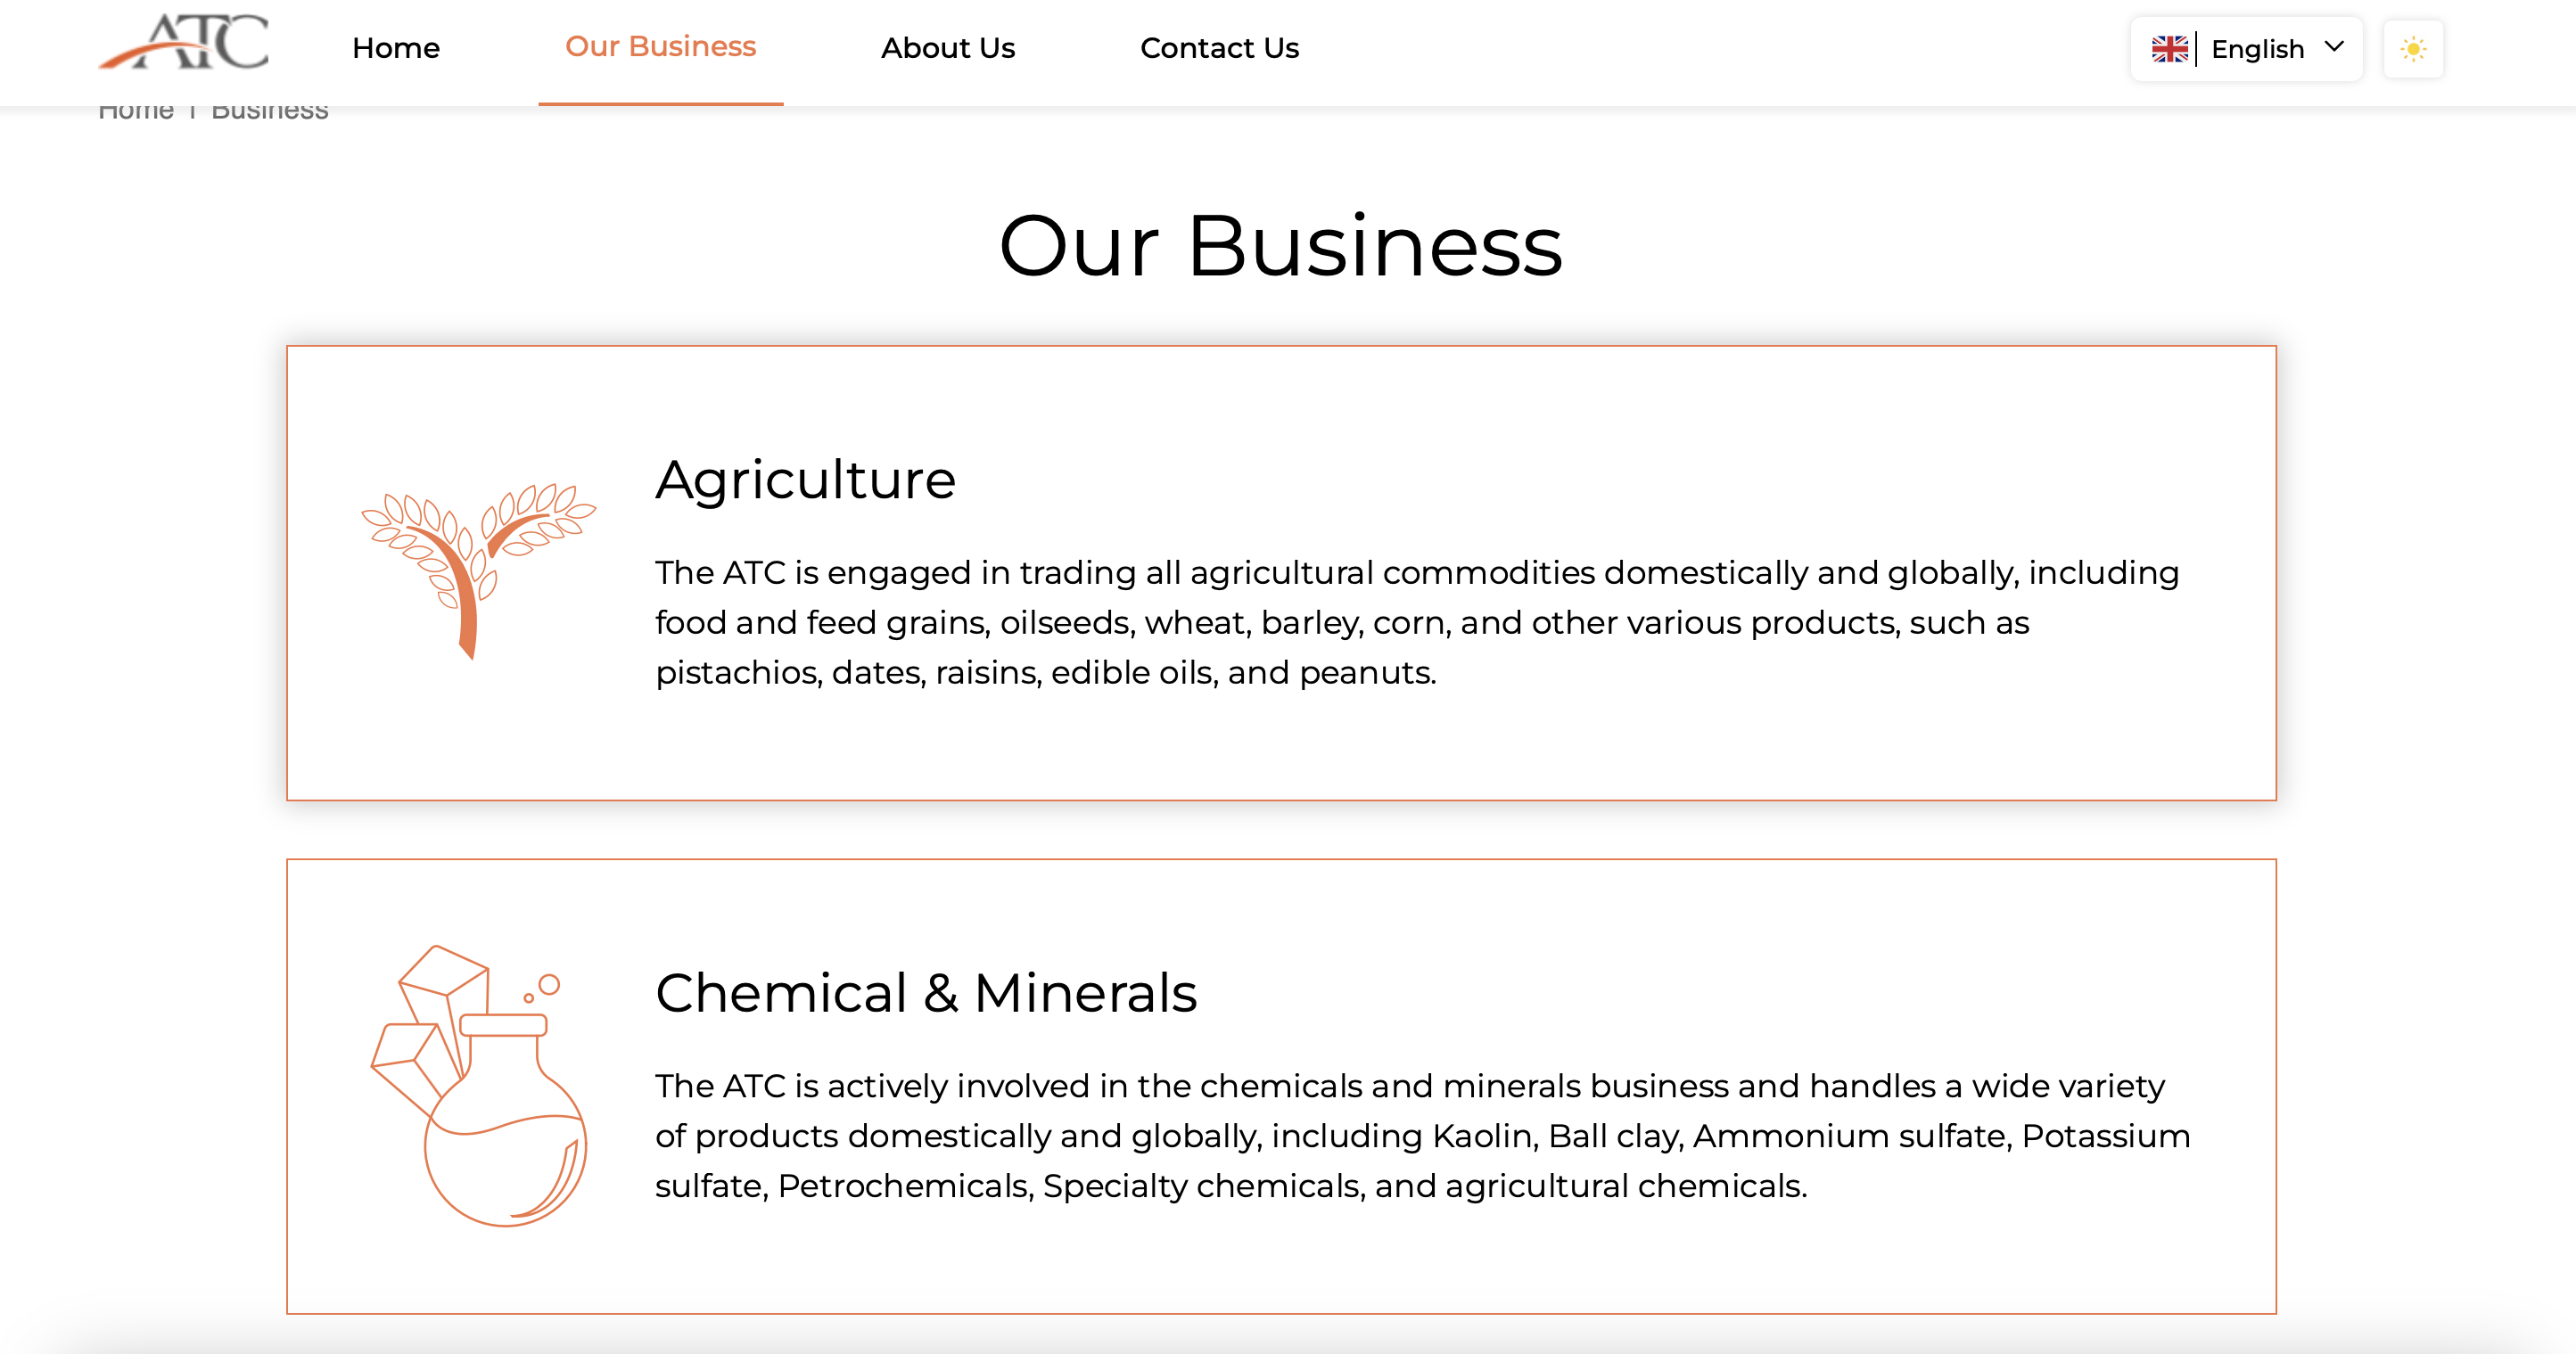 ATC
Home
Our Business
About Us
Contact Us
English
Home | Business
Our Business
Agriculture
The ATC is engaged in trading all agricultural commodities domestically and globally, including
food and feed grains, oilseeds, wheat, barley, corn, and other various products, such as
pistachios, dates, raisins, edible oils, and peanuts.
Chemical & Minerals
The ATC is actively involved in the chemicals and minerals business and handles a wide variety
of products domestically and globally, including Kaolin, Ball clay, Ammonium sulfate, Potassium
sulfate, Petrochemicals, Specialty chemicals, and agricultural chemicals.